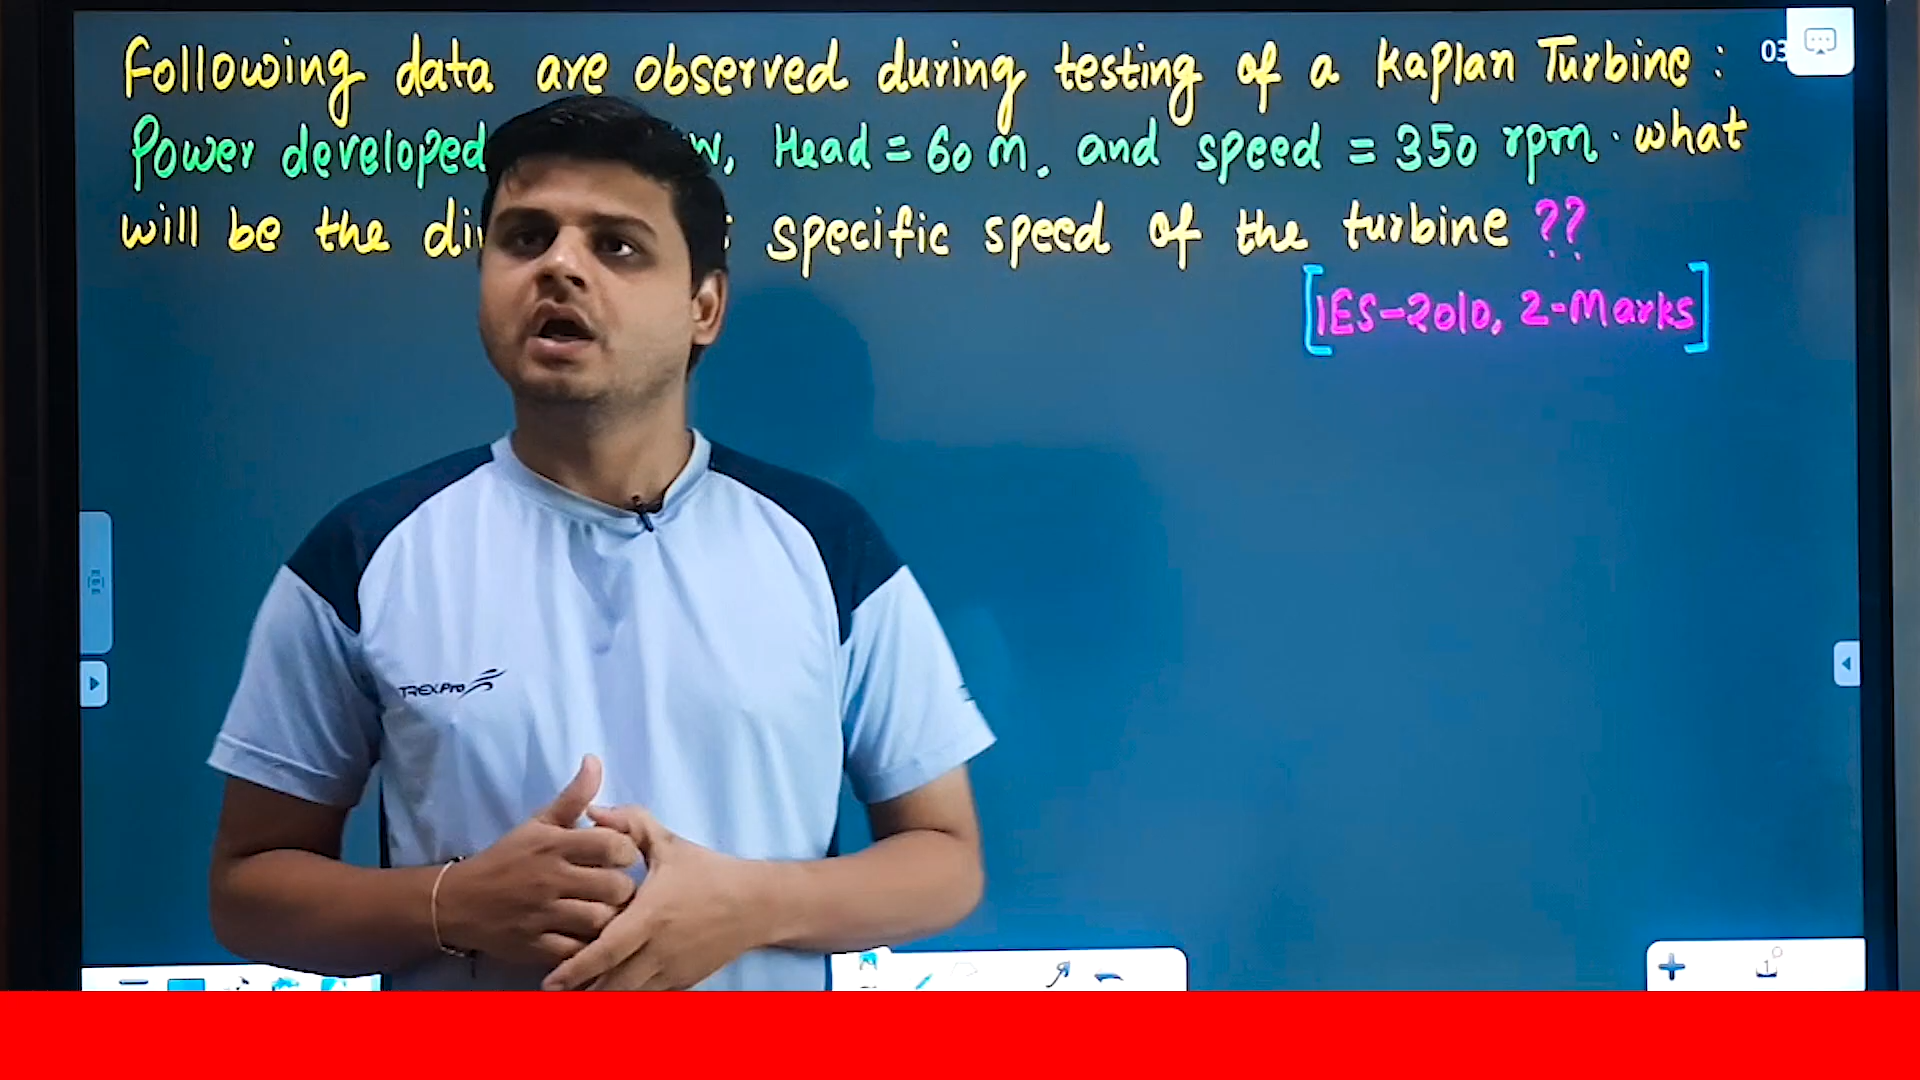 Following data are observed during testing of a Kaplan Turbine :
03
Power developed W, Head = 60 m. and speed = 350 rpm. what
will be the di specific speed of the turbine ??
[IES-2010, 2-Marks]
TREXPro